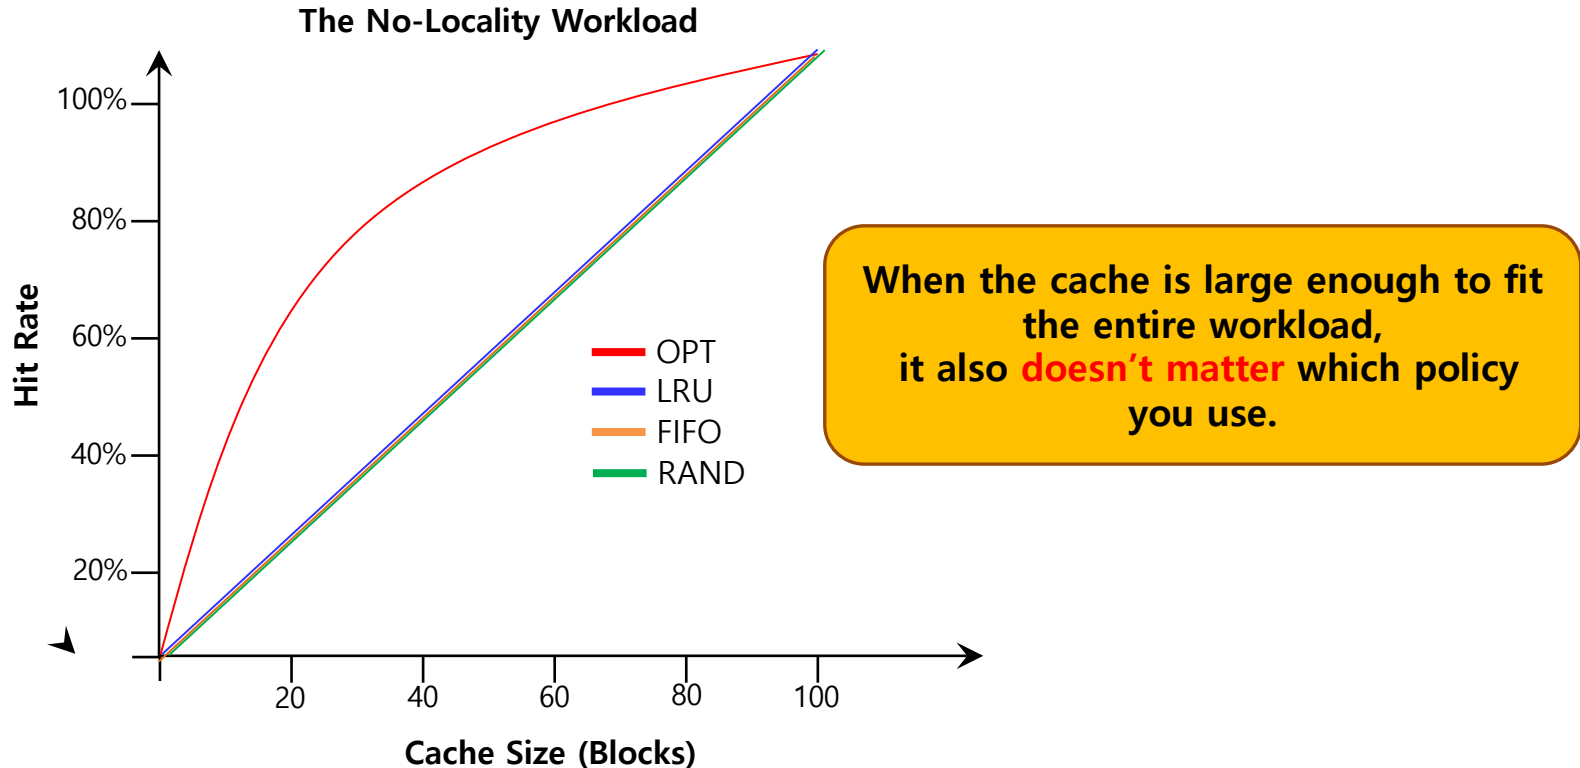 The No-Locality Workload
100%
80%
60%
40%
20%
Hit Rate
OPT
LRU
FIFO
RAND
20 40 60 80 100
Cache Size (Blocks)
When the cache is large enough to fit
the entire workload,
it also doesn’t matter which policy
you use.